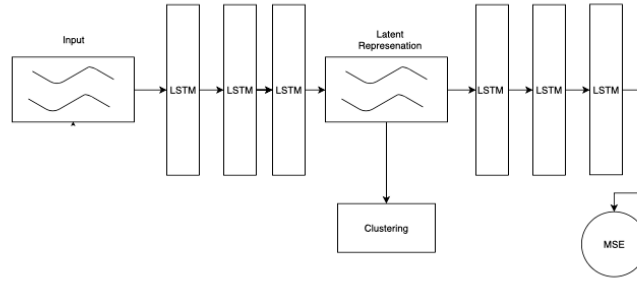 Input
Latent
Represenation
LSTM
LSTM
LSTM
LSTM
LSTM
LSTM
Clustering
MSE